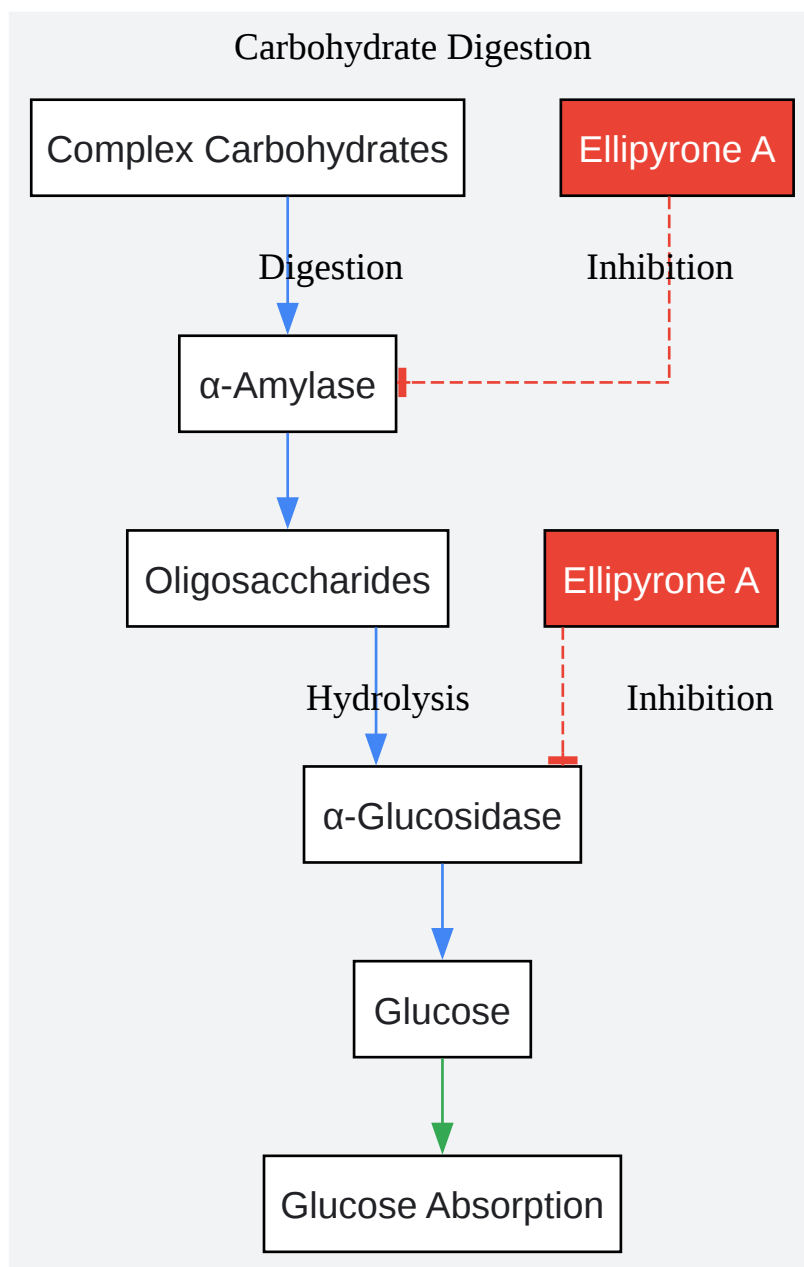 Carbohydrate Digestion
Complex Carbohydrates
Ellipyrone A
Digestion
Inhibition
α-Amylase
Oligosaccharides
Ellipyrone A
Hydrolysis
Inhibition
α-Glucosidase
Glucose
Glucose Absorption